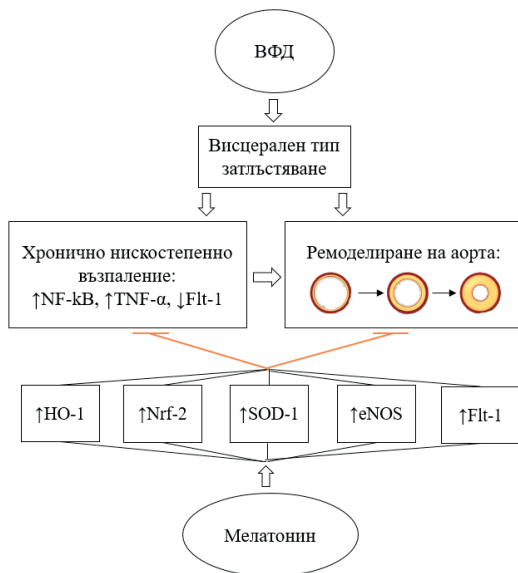 ВФД
Висцерален тип
затлъстяване
Хронично нискостепенно
възпаление:
↑NF-kB, ↑TNF-α, ↓Flt-1
Ремоделиране на аорта:
↑HO-1
↑Nrf-2
↑SOD-1
↑eNOS
↑Flt-1
Мелатонин